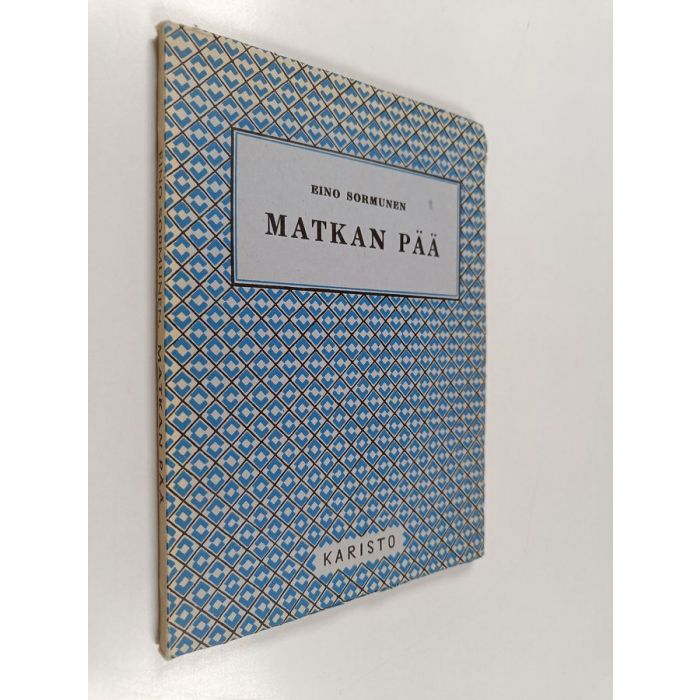 EINO SORMUNEN
MATKAN PÄÄ
KARISTO
EINO SORMUNEN: MATKAN PÄÄ